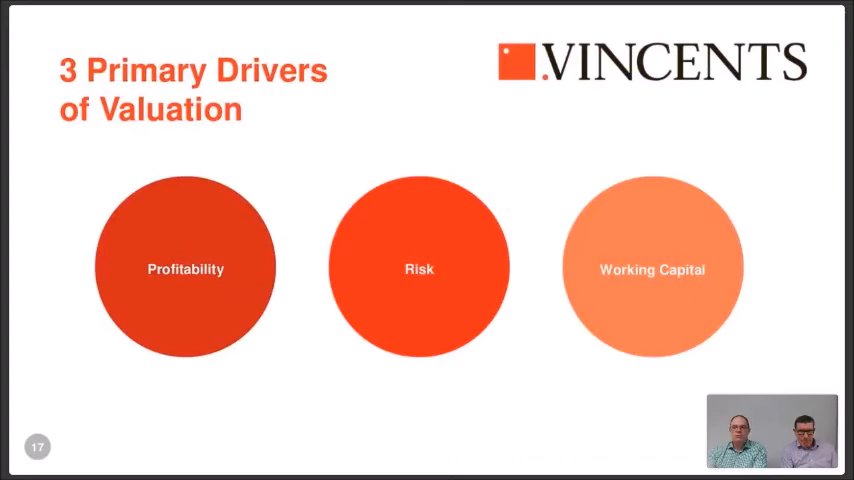 3 Primary Drivers
of Valuation
.VINCENTS
Profitability
Risk
Working Capital
17